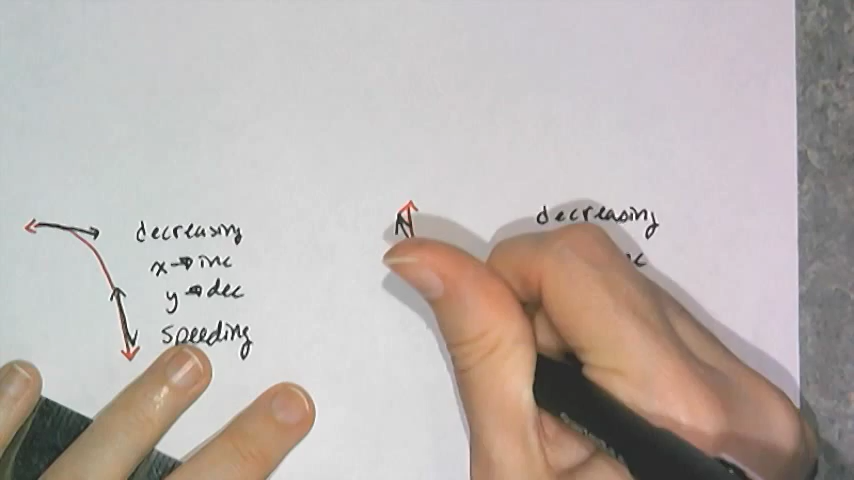 decreasing
x → inc
y → dec
speeding
decreasing